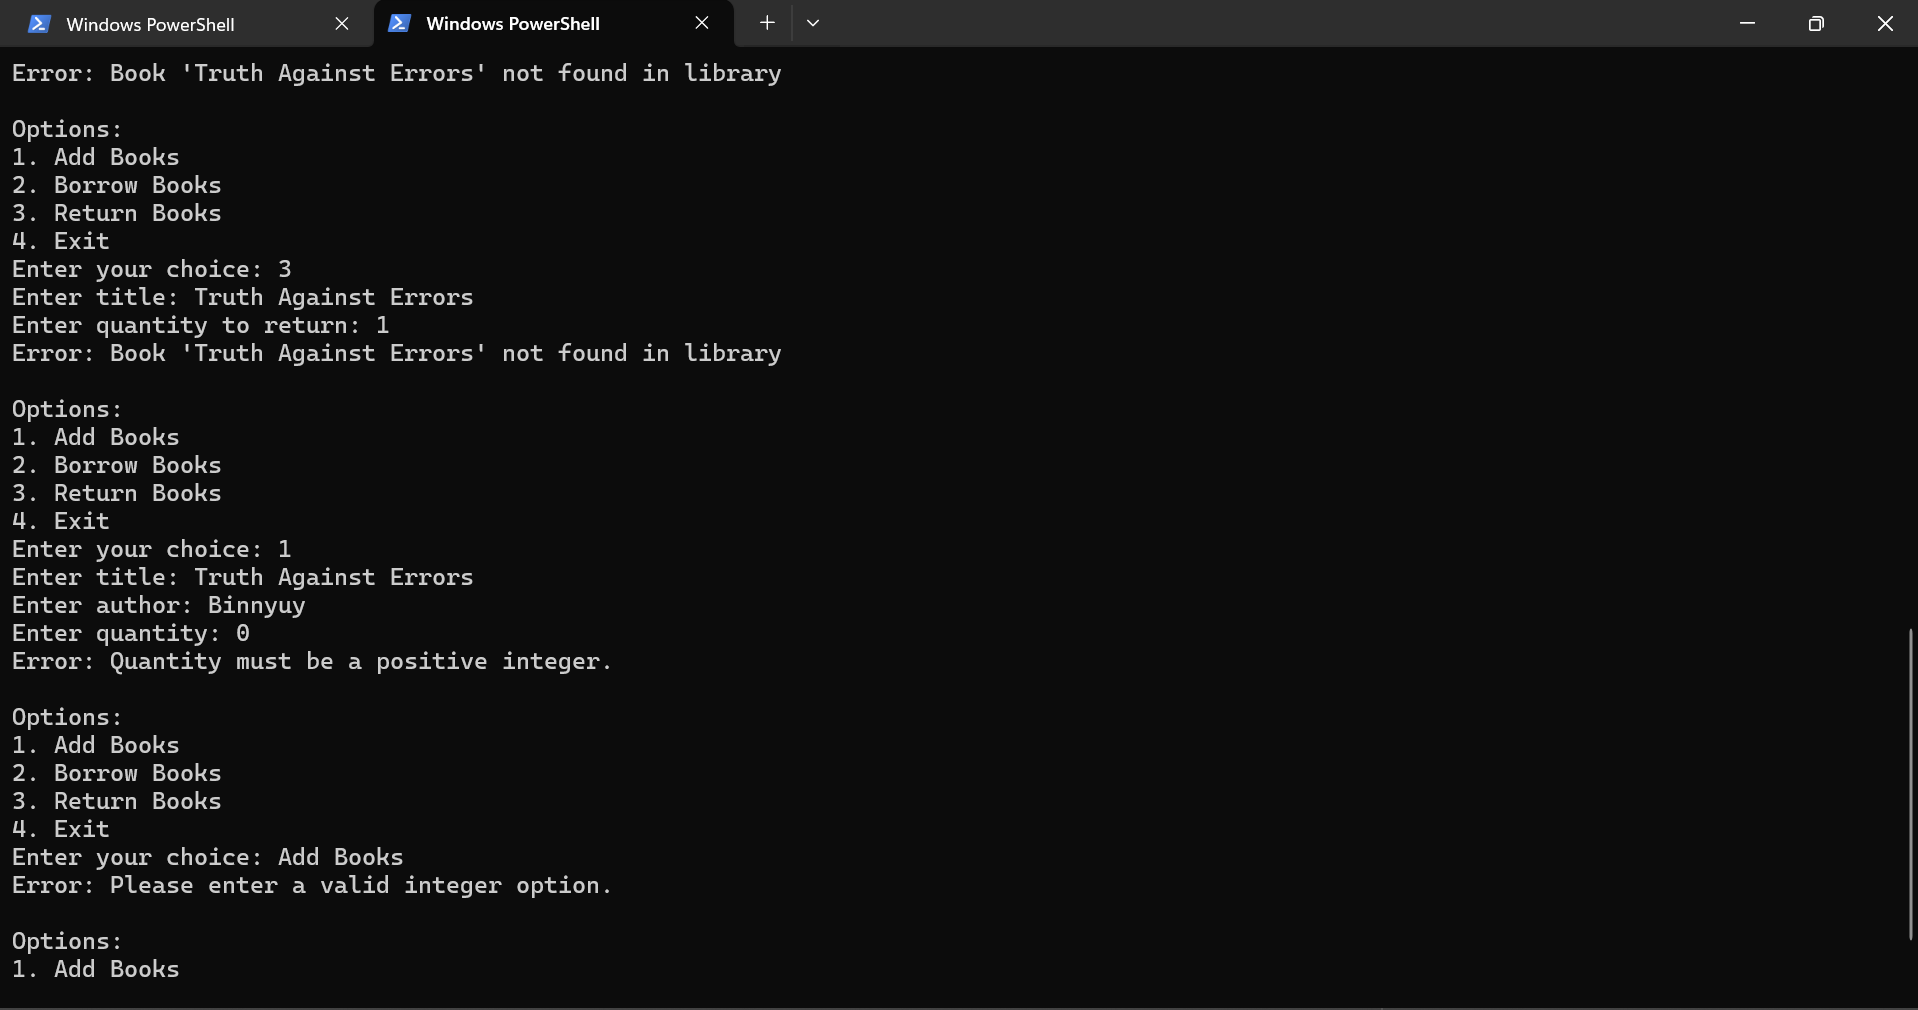 Windows PowerShell
Windows PowerShell
Error: Book 'Truth Against Errors' not found in library
Options:
1. Add Books
2. Borrow Books
3. Return Books
4. Exit
Enter your choice: 3
Enter title: Truth Against Errors
Enter quantity to return: 1
Error: Book 'Truth Against Errors' not found in library
Options:
1. Add Books
2. Borrow Books
3. Return Books
4. Exit
Enter your choice: 1
Enter title: Truth Against Errors
Enter author: Binnyuy
Enter quantity: 0
Error: Quantity must be a positive integer.
Options:
1. Add Books
2. Borrow Books
3. Return Books
4. Exit
Enter your choice: Add Books
Error: Please enter a valid integer option.
Options:
1. Add Books